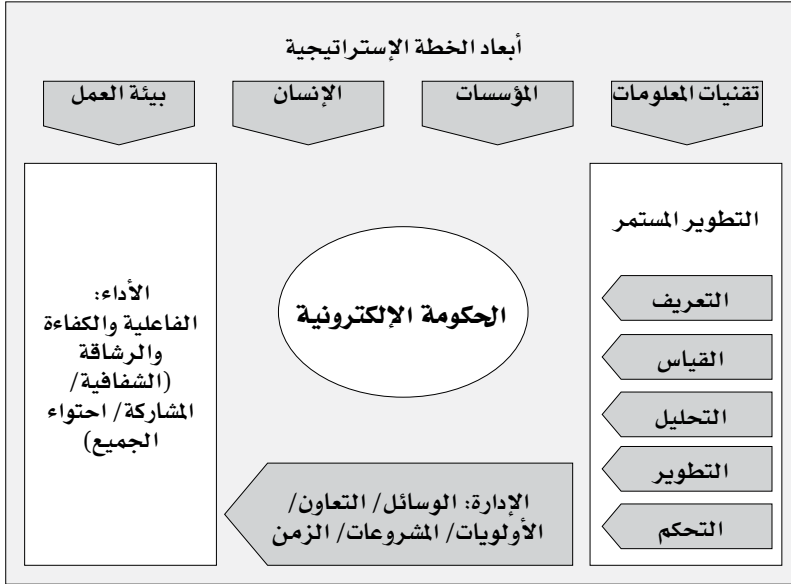 أبعاد الخطة الإستراتيجية
تقنيات المعلومات
المؤسسات
الإنسان
بيئة العمل
التطوير المستمر
التعريف
القياس
التحليل
التطوير
التحكم
الحكومة الإلكترونية
الإدارة: الوسائل/ التعاون/
الأولويات/ المشروعات/ الزمن
الأداء:
الفاعلية والكفاءة
والرشاقة
(الشفافية/
المشاركة/ احتواء
الجميع)